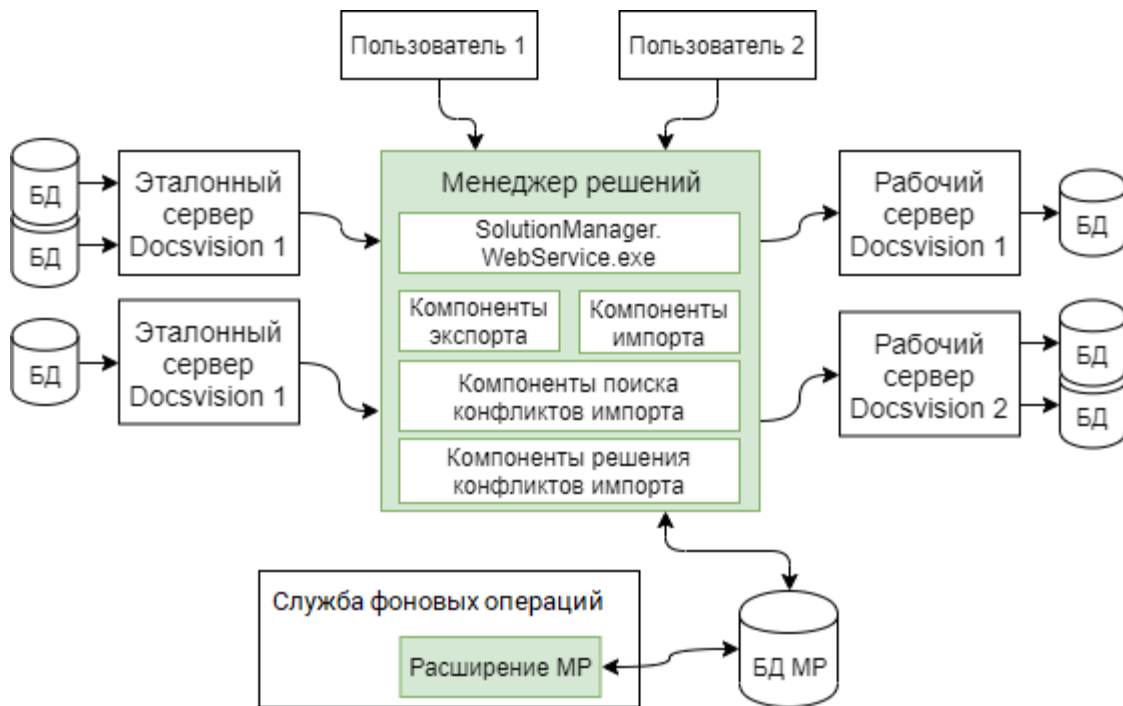 Пользователь 1
Пользователь 2
БД
БД
Эталонный
сервер
Docsvision 1
Менеджер решений
SolutionManager.
WebService.exe
Рабочий
сервер
Docsvision 1
БД
БД
Эталонный
сервер
Docsvision 1
Компоненты
экспорта
Компоненты
импорта
Компоненты поиска
конфликтов импорта
Компоненты решения
конфликтов импорта
Рабочий
сервер
Docsvision 2
БД
БД
Служба фоновых операций
Расширение МР
БД МР